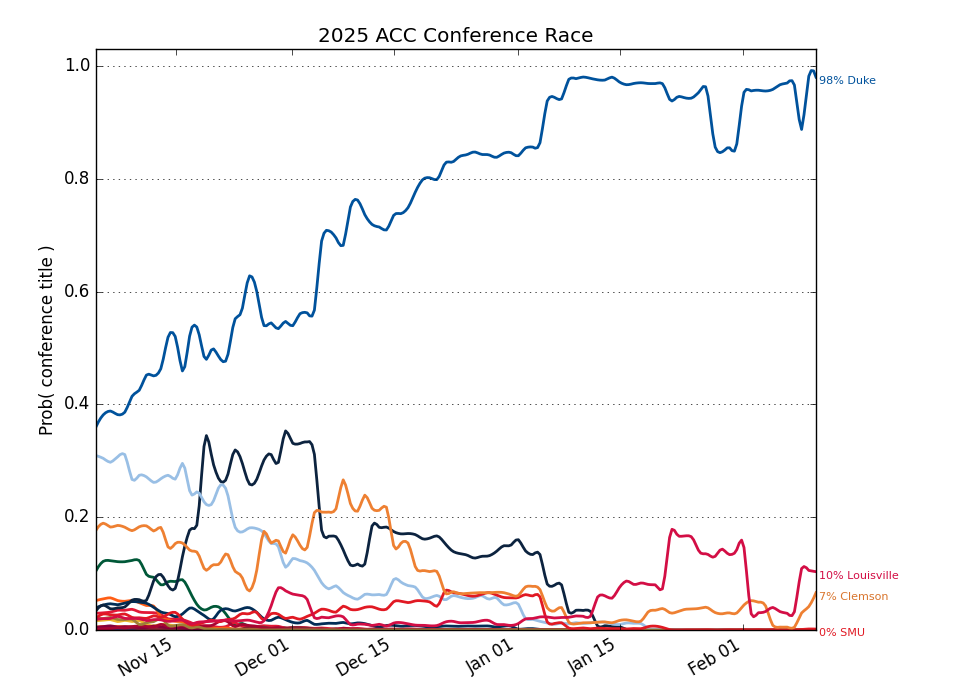 2025 ACC Conference Race
Prob( conference title )
1.0
0.8
0.6
0.4
0.2
0.0
98% Duke
10% Louisville
7% Clemson
0% SMU
Nov 15
Dec 01
Dec 15
Jan 01
Jan 15
Feb 01